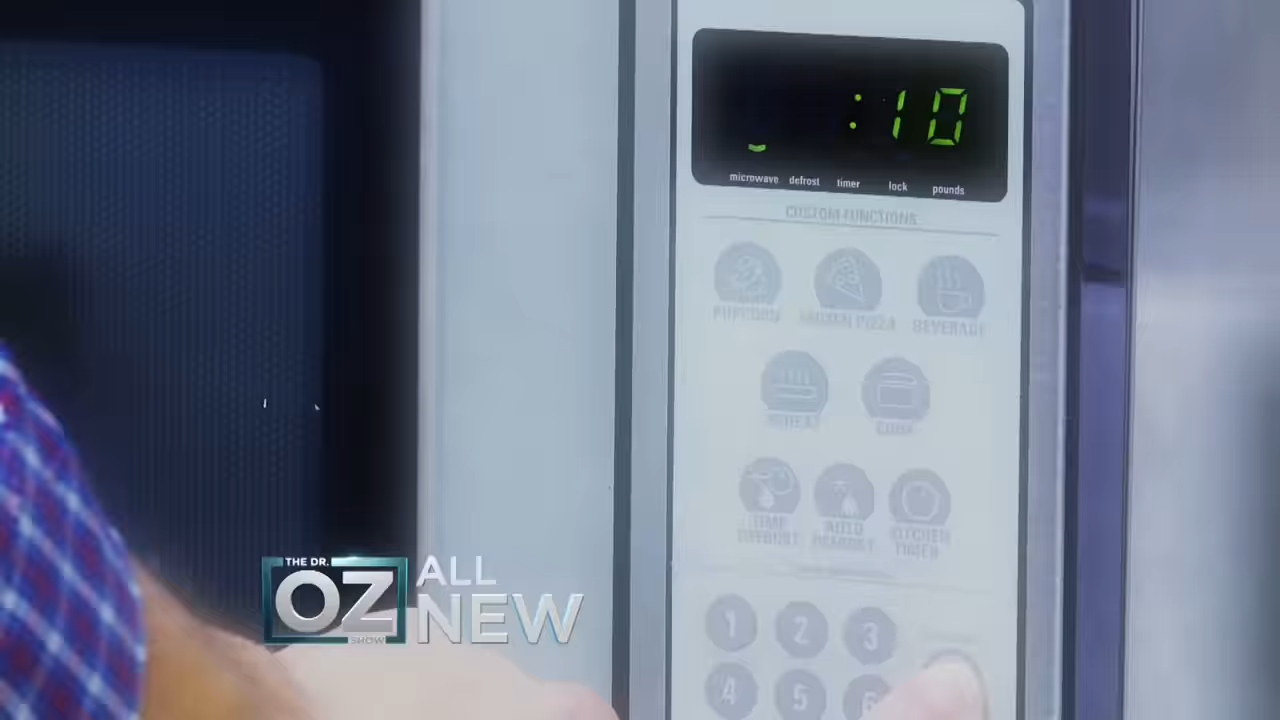 :10
microwave defrost timer lock pounds
CUSTOM FUNCTIONS
POPCORN FROZEN PIZZA BEVERAGE
REHEAT COOK
TIME DEFROST
AUTO DEFROST
KITCHEN TIMER
1 2 3
4 5 6
THE DR.
OZ
SHOW
ALL
NEW